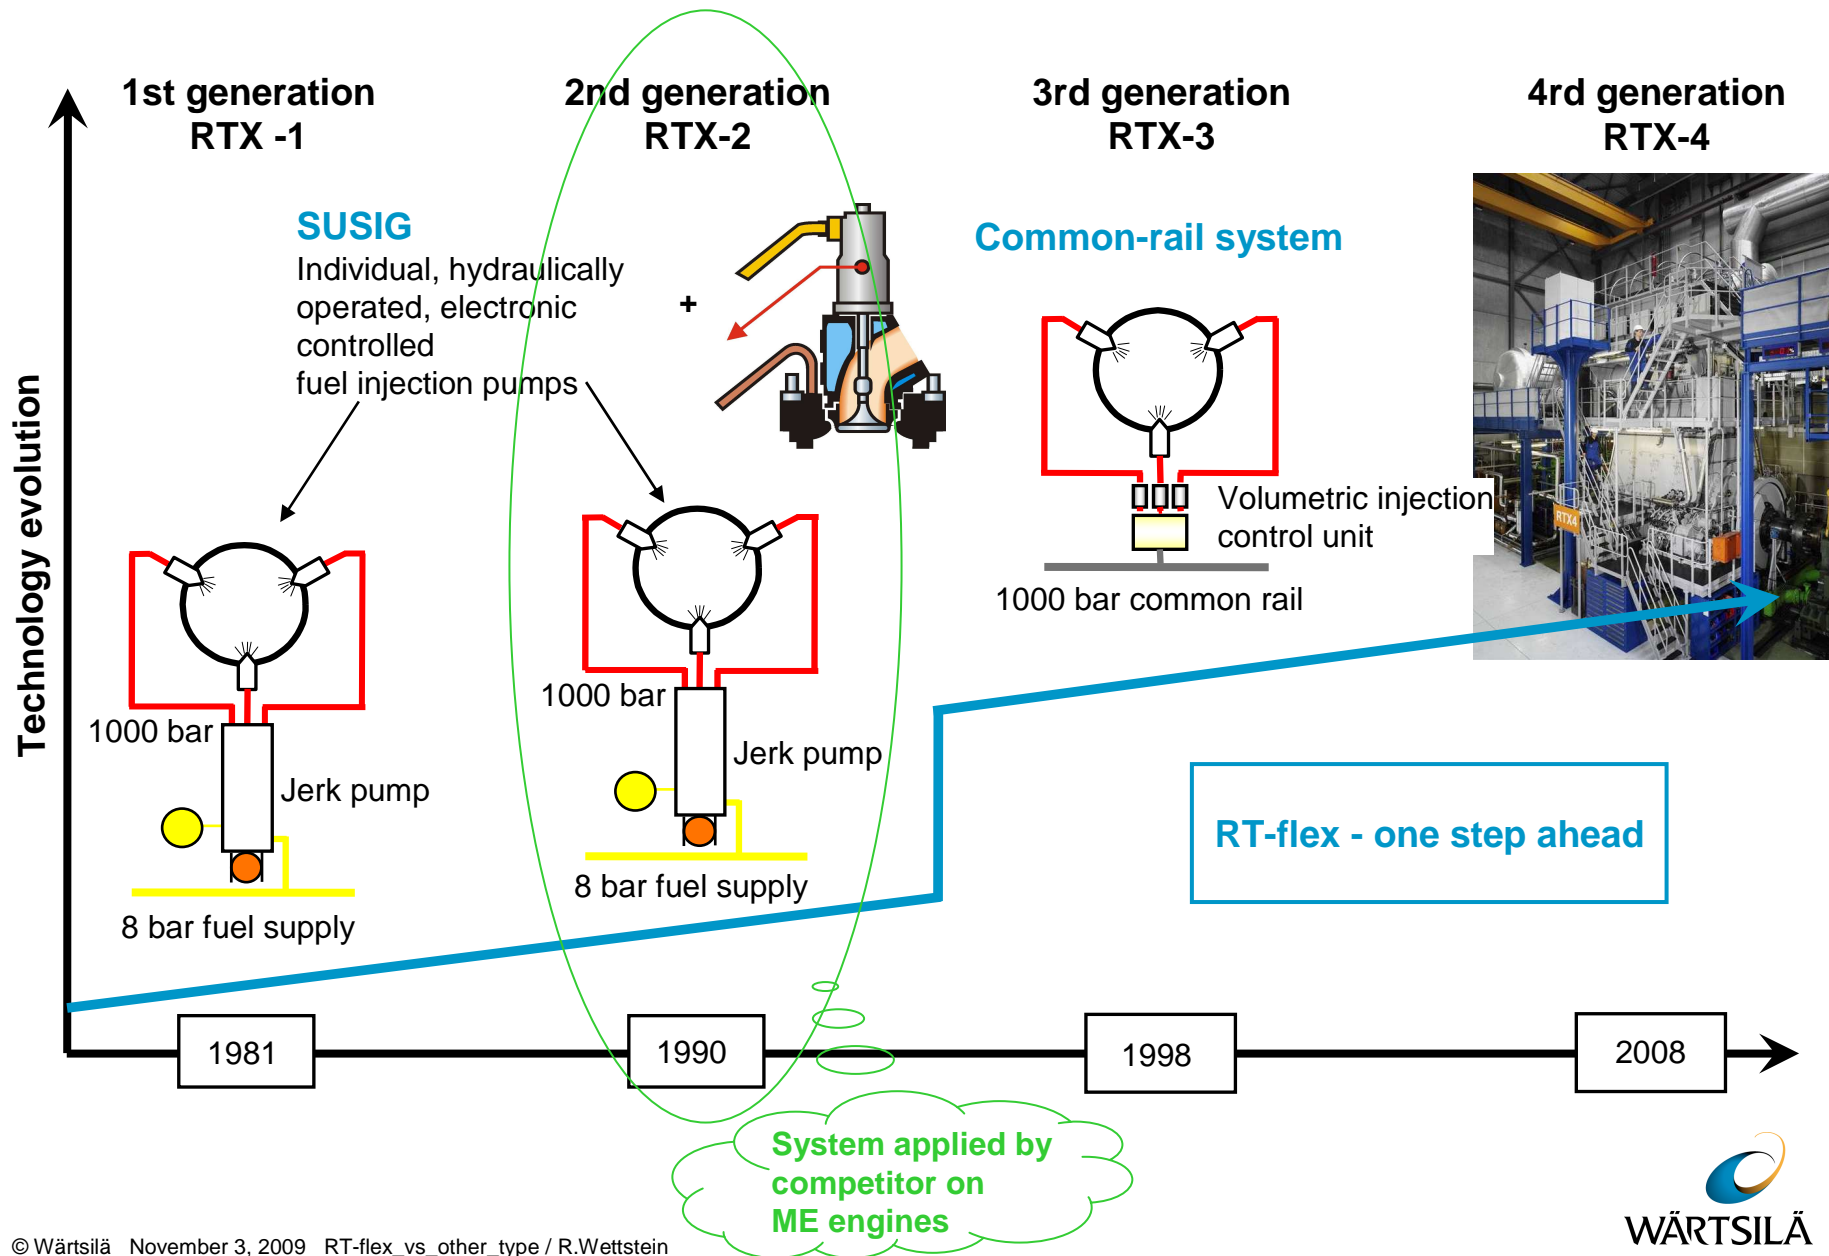 1st generation
RTX -1
2nd generation
RTX-2
3rd generation
RTX-3
4rd generation
RTX-4
Technology evolution
SUSIG
Individual, hydraulically
operated, electronic
controlled
fuel injection pumps
+
Common-rail system
Volumetric injection
control unit
1000 bar common rail
RTX4
1000 bar
Jerk pump
8 bar fuel supply
1000 bar
Jerk pump
8 bar fuel supply
RT-flex - one step ahead
1981
1990
1998
2008
System applied by
competitor on
ME engines
WÄRTSILÄ
© Wärtsilä November 3, 2009 RT-flex_vs_other_type / R.Wettstein